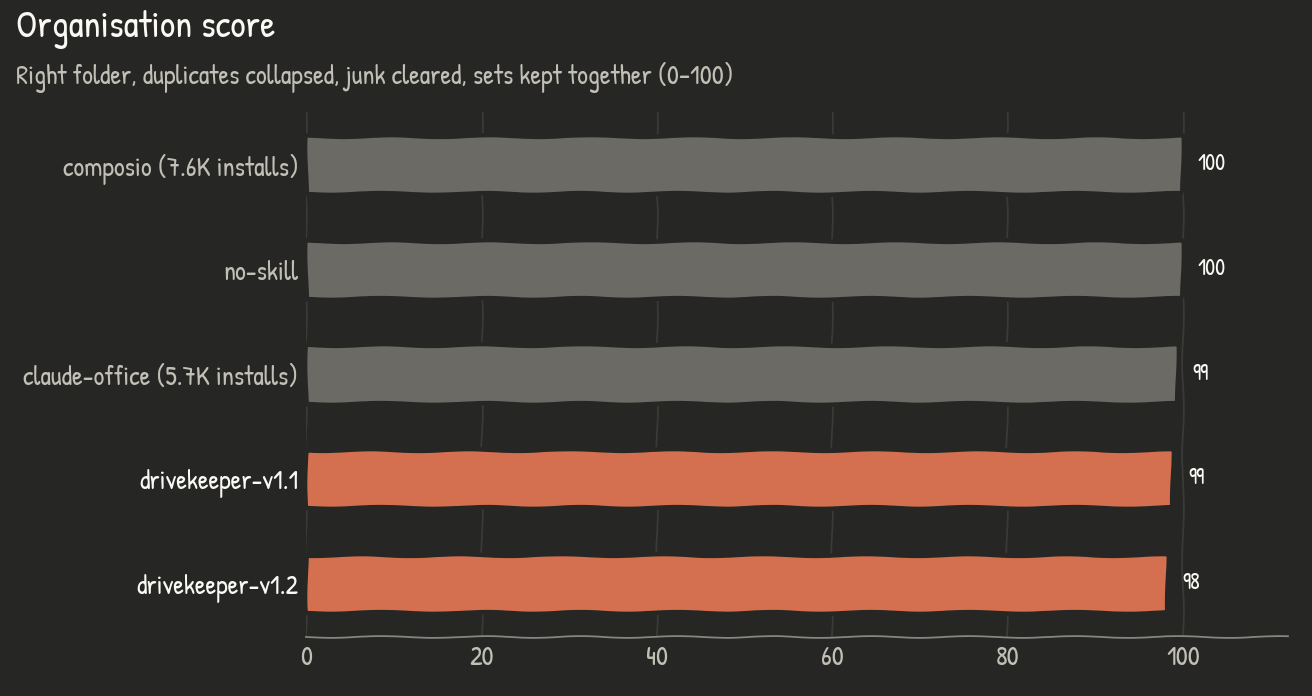 Organisation score
Right folder, duplicates collapsed, junk cleared, sets kept together (0–100)
composio (7.6K installs)
100
no-skill
100
claude-office (5.7K installs)
99
drivekeeper-v1.1
99
drivekeeper-v1.2
98
0 20 40 60 80 100